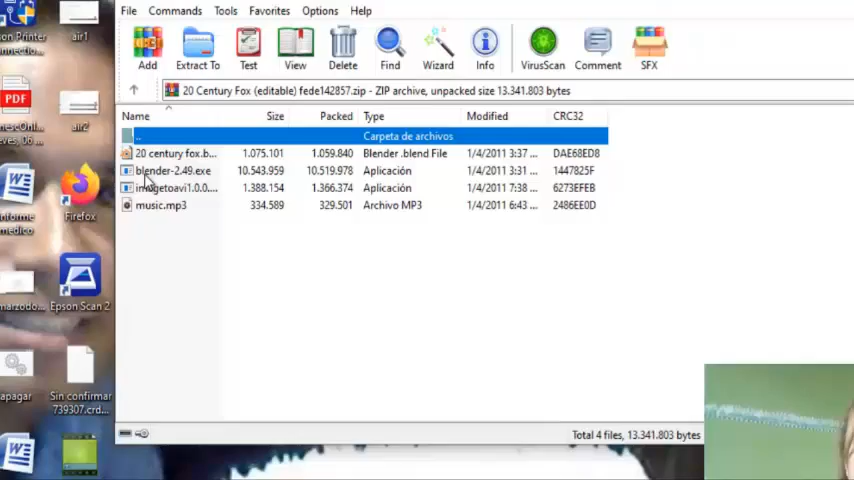 File Commands Tools Favorites Options Help
Add Extract To Test View Delete Find Wizard Info VirusScan Comment SFX
20 Century Fox (editable) fede142857.zip - ZIP archive, unpacked size 13.341.803 bytes
Name Size Packed Type Modified CRC32
.. Carpeta de archivos
20 century fox.b... 1.075.101 1.059.840 Blender .blend File 1/4/2011 3:37 ... DAE68ED8
blender-2.49.exe 10.543.959 10.519.978 Aplicación 1/4/2011 3:31 ... 1447825F
imagetoavi1.0.0.... 1.388.154 1.366.374 Aplicación 1/4/2011 7:38 ... 6273EFEB
music.mp3 334.589 329.501 Archivo MP3 1/4/2011 6:43 ... 2486EE0D
Total 4 files, 13.341.803 bytes
air1
PDF
air2
informe
medico
Firefox
Epson Scan 2
apagar
Sin confirmar
739307.crd...